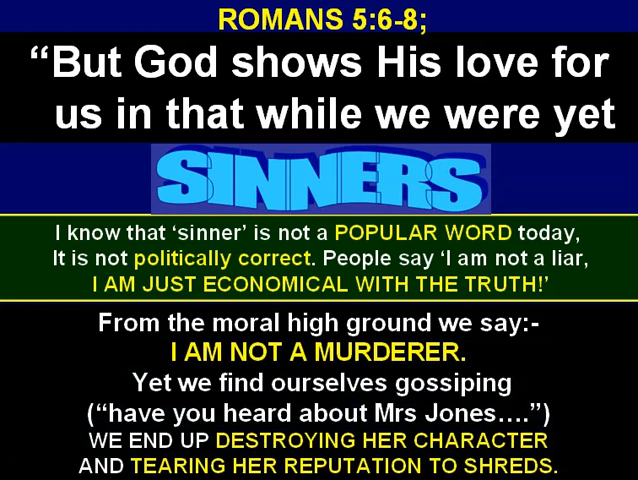 ROMANS 5:6-8;
“But God shows His love for
us in that while we were yet
SINNERS
I know that ‘sinner’ is not a POPULAR WORD today,
It is not politically correct. People say ‘I am not a liar,
I AM JUST ECONOMICAL WITH THE TRUTH!’
From the moral high ground we say:-
I AM NOT A MURDERER.
Yet we find ourselves gossiping
(“have you heard about Mrs Jones….”)
WE END UP DESTROYING HER CHARACTER
AND TEARING HER REPUTATION TO SHREDS.